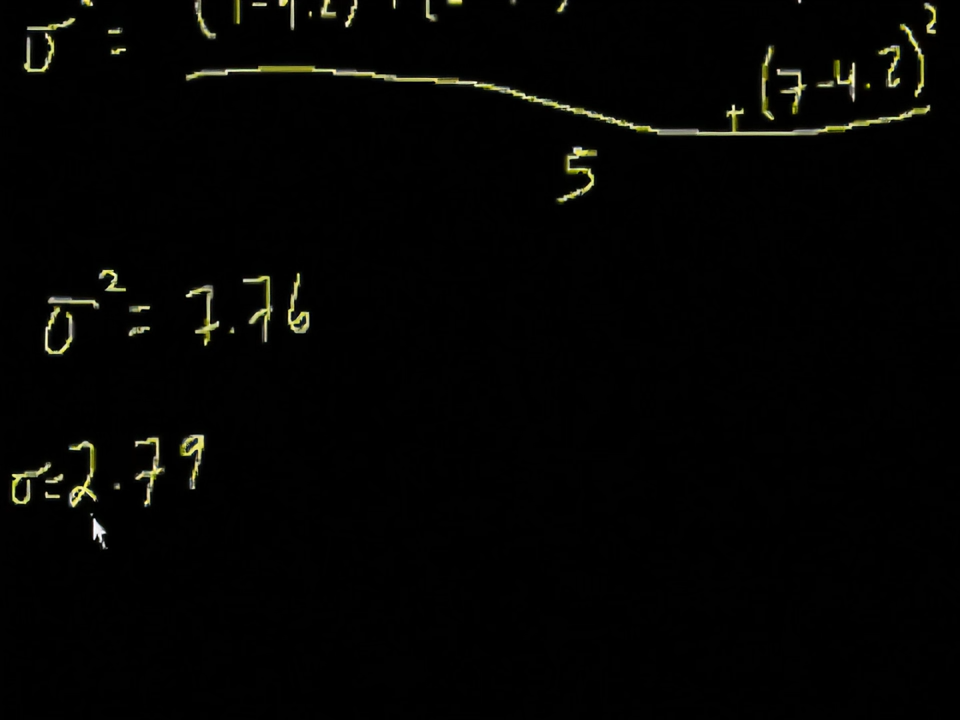 σ² =
+ (7-4.2)²
5
σ² = 7.76
σ = 2.79